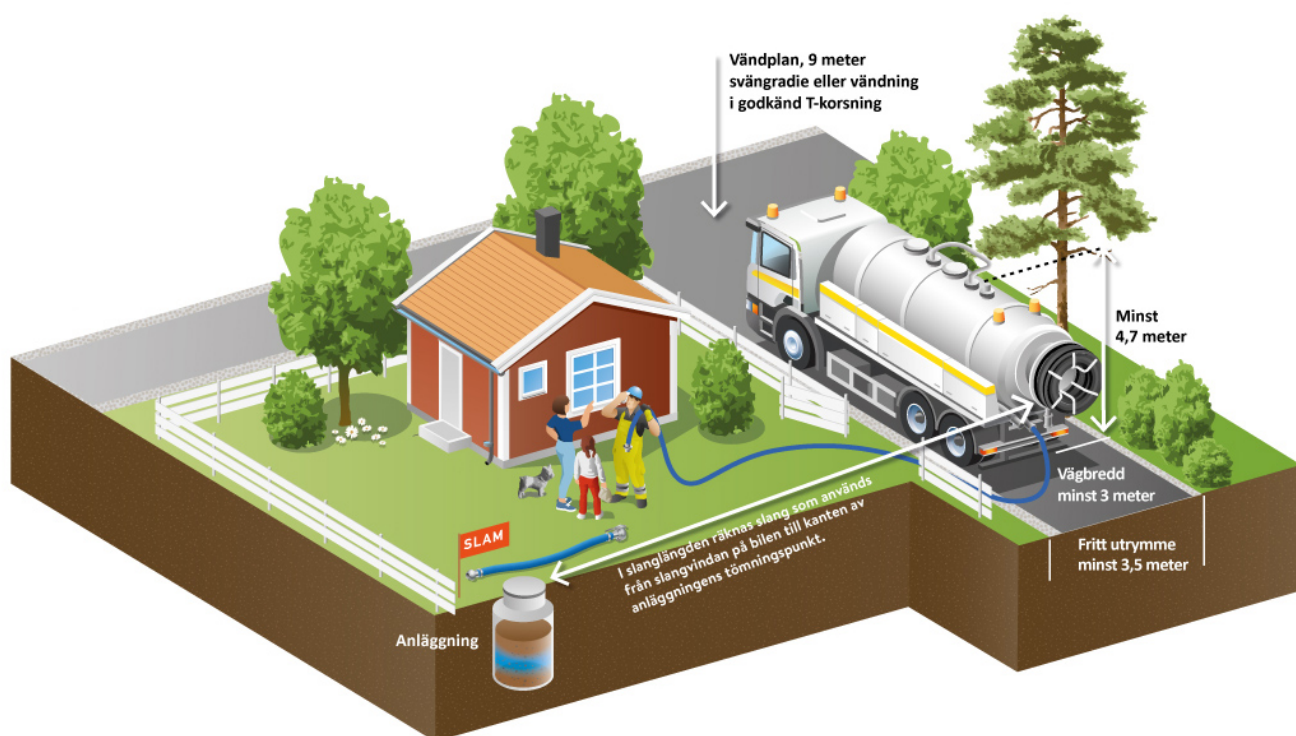 Vändplan, 9 meter
svängradie eller vändning
i godkänd T-korsning
Minst
4,7 meter
Vägbredd
minst 3 meter
Fritt utrymme
minst 3,5 meter
I slanglängden räknas slang som används
från slangvindan på bilen till kanten av
anläggningens tömningspunkt.
SLAM
Anläggning